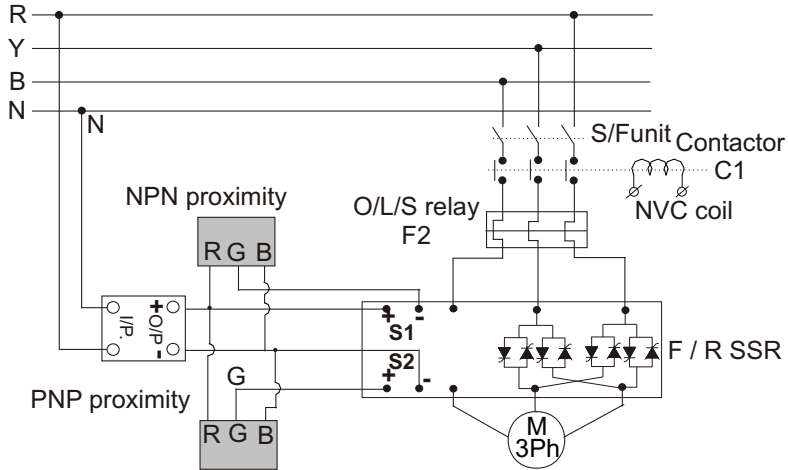 R
Y
B
N
N
S/Funit
Contactor
C1
NVC coil
NPN proximity
O/L/S relay
F2
R G B
I/P.
+O/P-
+ -
S1
S2
+ -
F / R SSR
G
PNP proximity
R G B
M
3Ph